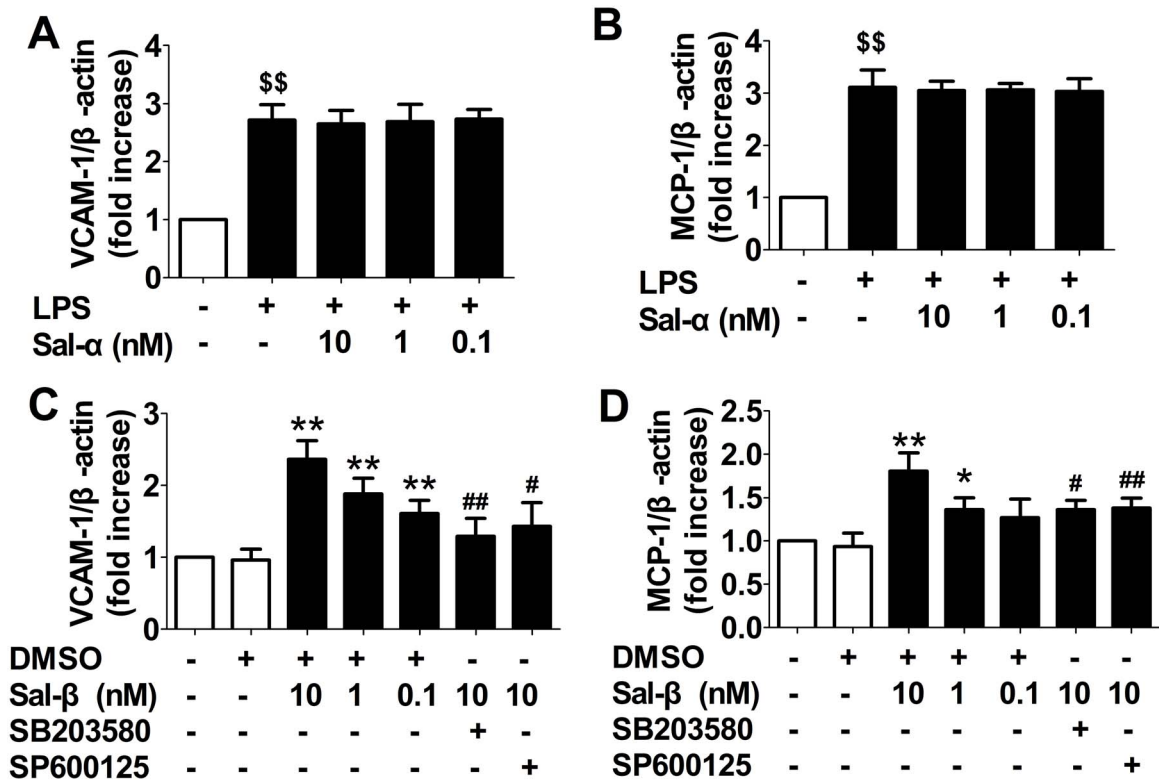 A
VCAM-1/β -actin
(fold increase)
4
3
2
1
0
$$
LPS - + + + +
Sal-α (nM) - - 10 1 0.1
B
MCP-1/β -actin
(fold increase)
4
3
2
1
0
$$
LPS - + + + +
Sal-α (nM) - - 10 1 0.1
C
VCAM-1/β -actin
(fold increase)
3
2
1
0
** ** ** ## #
DMSO - + + + + - -
Sal-β (nM) - - 10 1 0.1 10 10
SB203580 - - - - - + -
SP600125 - - - - - - +
D
MCP-1/β -actin
(fold increase)
2.5
2.0
1.5
1.0
0.5
0.0
** * # ##
DMSO - + + + + - -
Sal-β (nM) - - 10 1 0.1 10 10
SB203580 - - - - - + -
SP600125 - - - - - - +